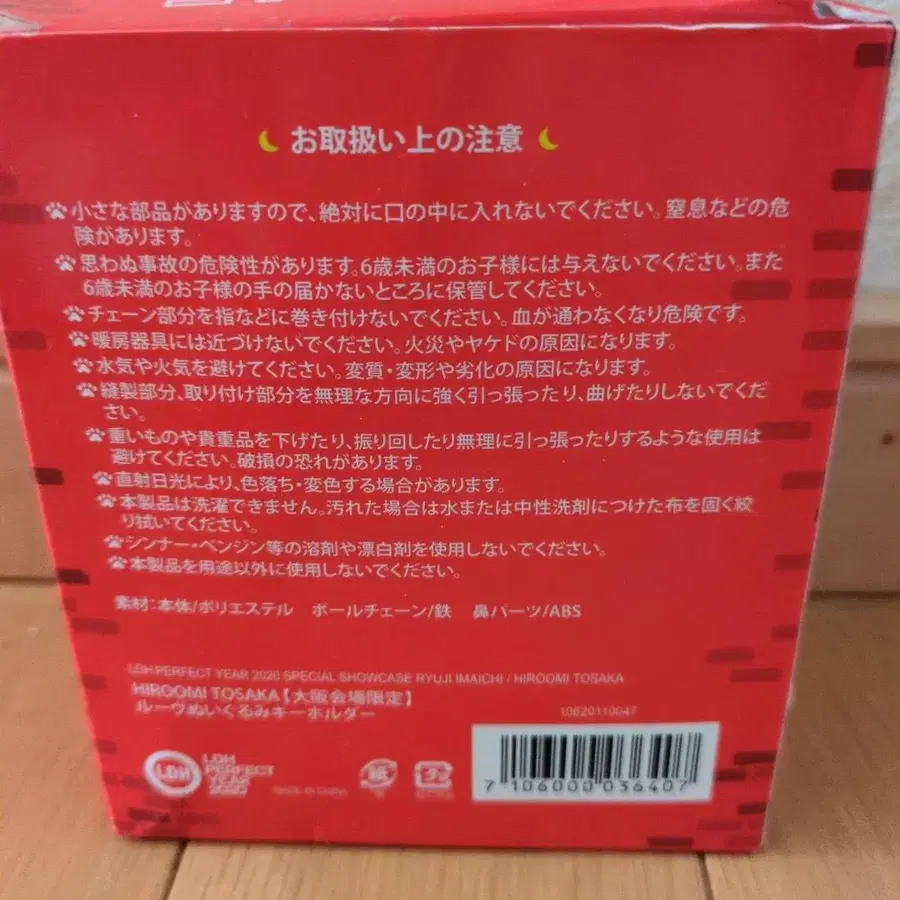 お取扱い上の注意
小さな部品がありますので、絶対に口の中に入れないでください。窒息などの危
険があります。
思わぬ事故の危険性があります。6歳未満のお子様には与えないでください。また
6歳未満のお子様の手の届かないところに保管してください。
チェーン部分を指などに巻き付けないでください。血が通わなくなり危険です。
暖房器具には近づけないでください。火災やヤケドの原因になります。
水気や火気を避けてください。変質・変形や劣化の原因になります。
縫製部分、取り付け部分を無理な方向に強く引っ張ったり、曲げたりしないでくだ
さい。
重いものや貴重品を下げたり、振り回したり無理に引っ張ったりするような使用は
避けてください。破損の恐れがあります。
直射日光により、色落ち・変色する場合があります。
本製品は洗濯できません。汚れた場合は水または中性洗剤につけた布を固く絞
り拭いてください。
シンナー・ベンジン等の溶剤や漂白剤を使用しないでください。
本製品を用途以外に使用しないでください。
素材:本体/ポリエステル ボールチェーン/鉄 鼻パーツ/ABS
LDH PERFECT YEAR 2020 SPECIAL SHOWCASE RYUJI IMAICHI / HIROOMI TOSAKA
HIROOMI TOSAKA【大阪会場限定】
ルーヴぬいぐるみキーホルダー
10820110047
LDH
LDH
PERFECT
YEAR
2020
Made in China
紙
プラ
7106000036407